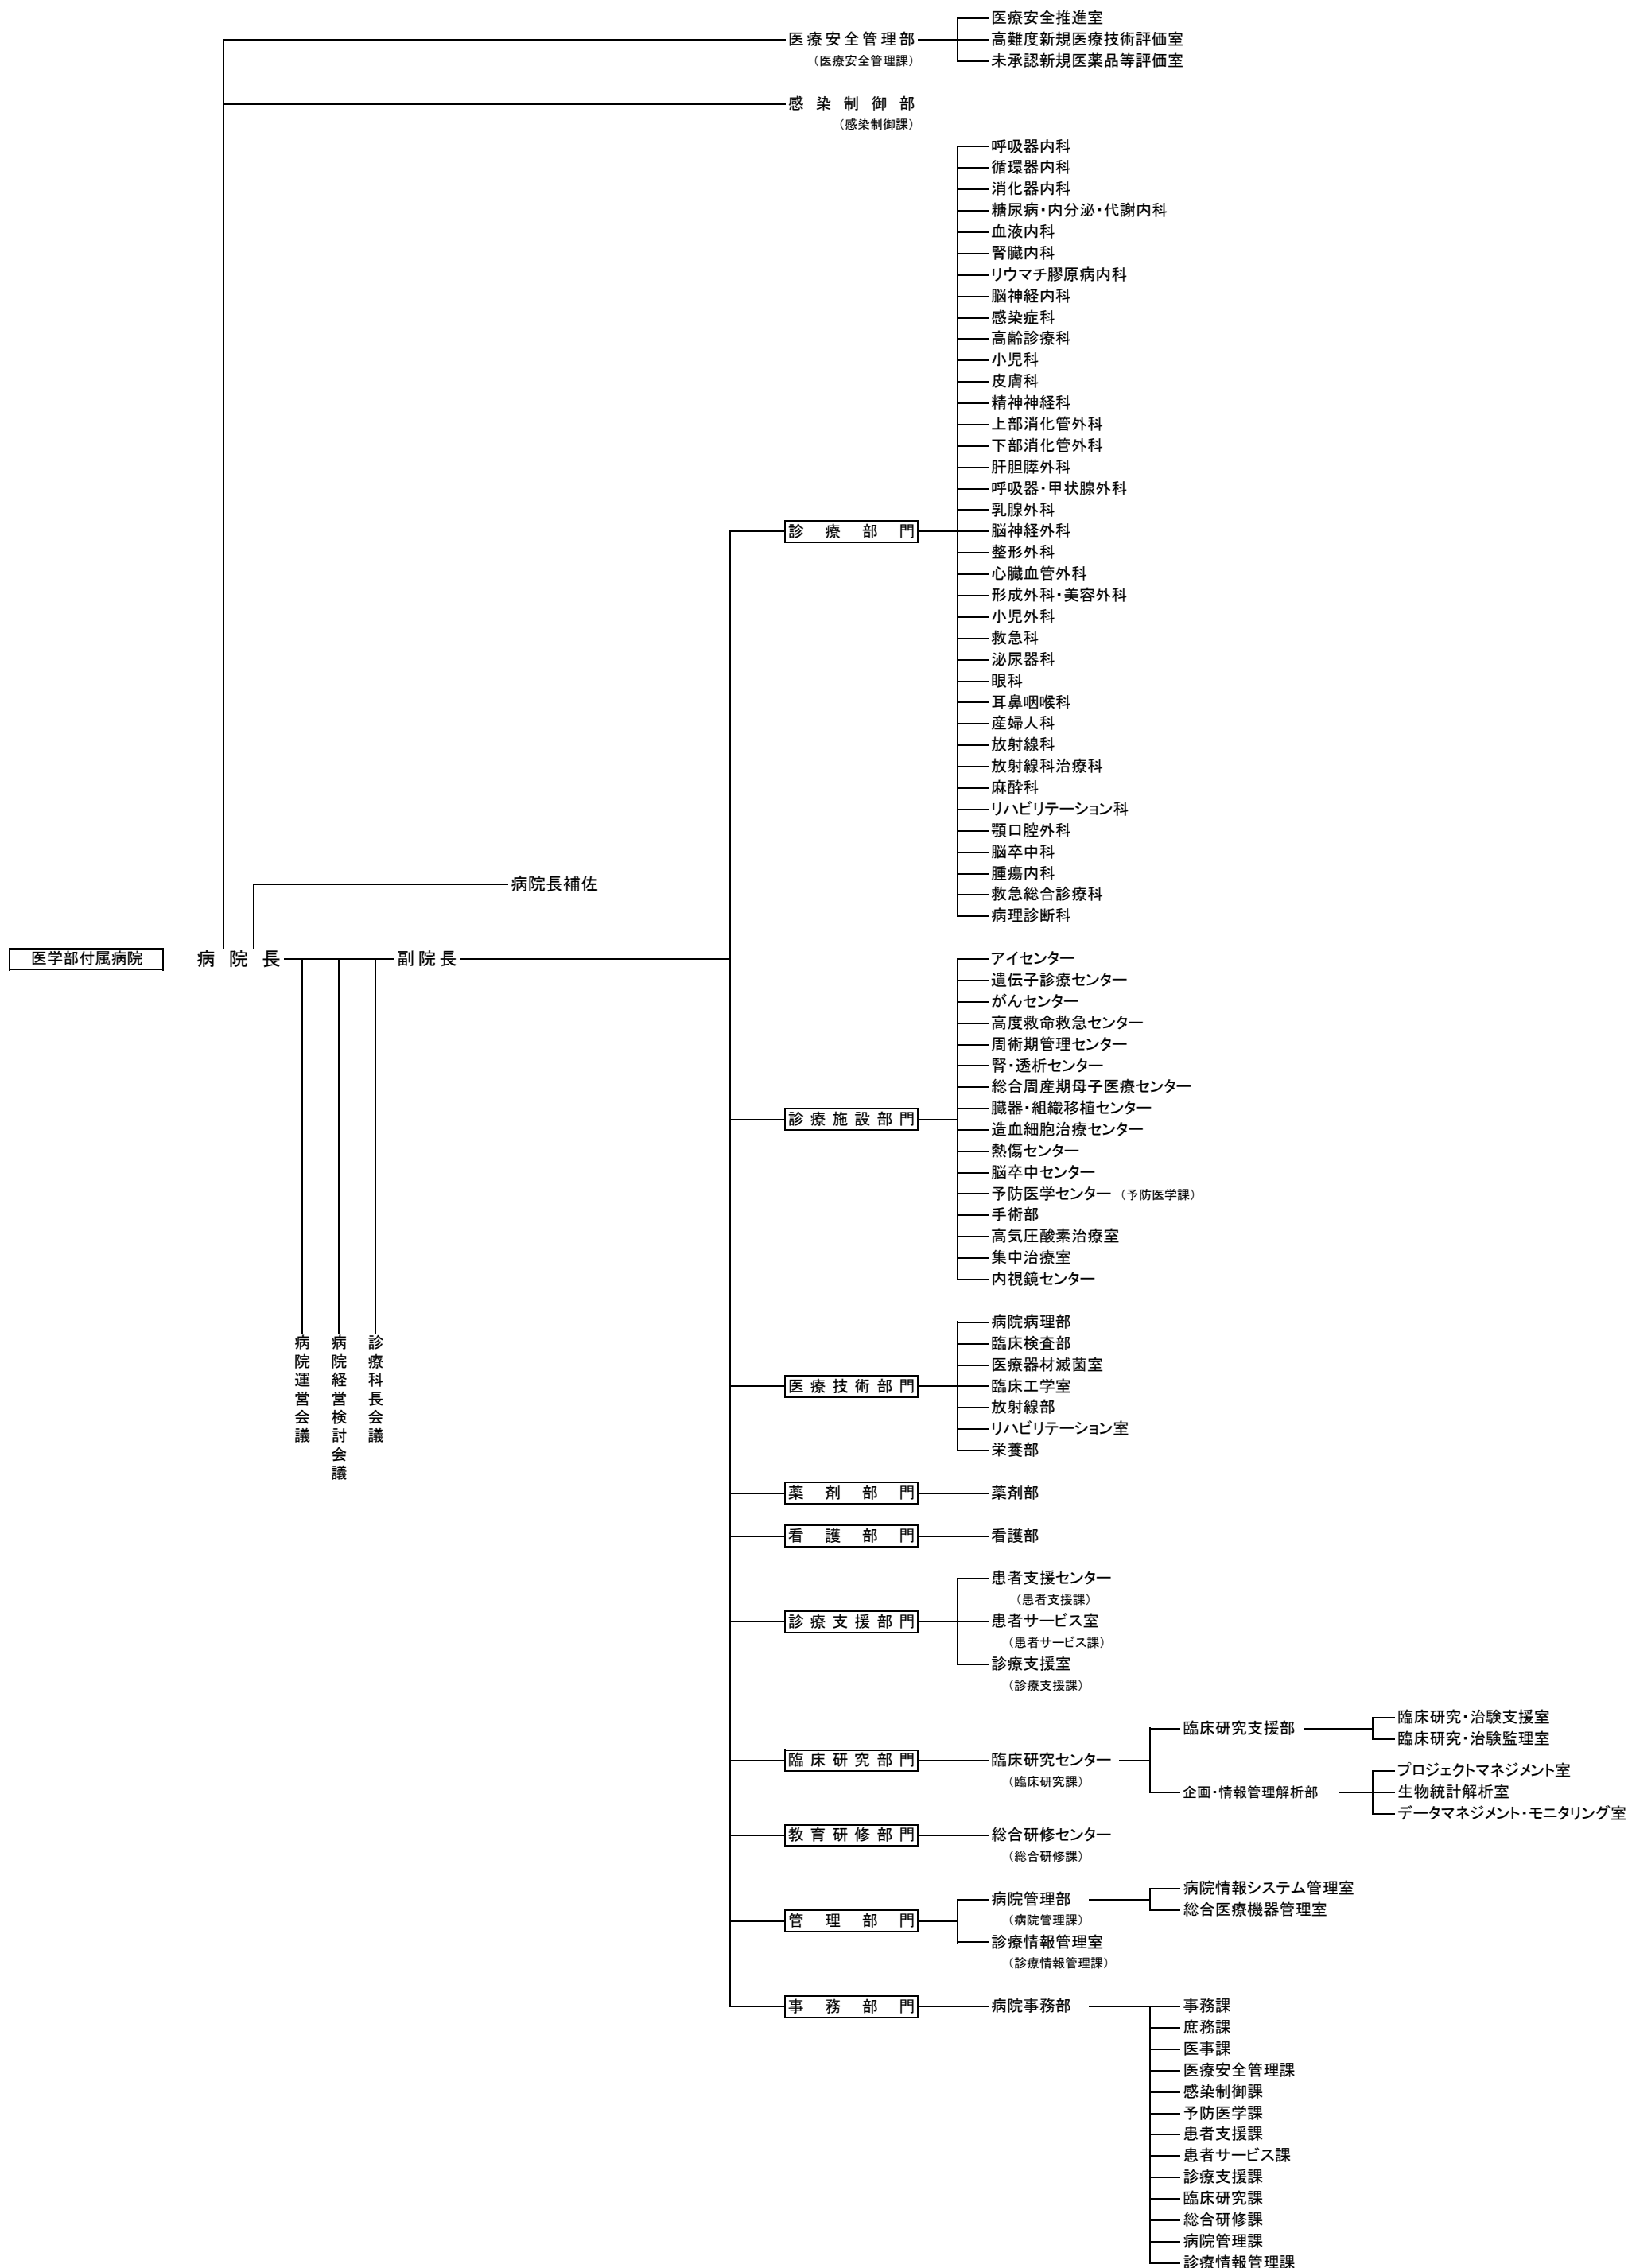 医療安全推進室
医療安全管理部
高難度新規医療技術評価室
（医療安全管理課）
未承認新規医薬品等評価室
感染制御部
（感染制御課）
呼吸器内科
循環器内科
消化器内科
糖尿病・内分泌・代謝内科
血液内科
腎臓内科
リウマチ膠原病内科
脳神経内科
感染症科
高齢診療科
小児科
皮膚科
精神神経科
上部消化管外科
下部消化管外科
肝胆膵外科
呼吸器・甲状腺外科
乳腺外科
診療部門
脳神経外科
整形外科
心臓血管外科
形成外科・美容外科
小児外科
救急科
泌尿器科
眼科
耳鼻咽喉科
産婦人科
放射線科
放射線科治療科
麻酔科
リハビリテーション科
顎口腔外科
脳卒中科
腫瘍内科
病院長補佐
救急総合診療科
病理診断科
医学部付属病院
病院長
副院長
アイセンター
遺伝子診療センター
がんセンター
高度救命救急センター
周術期管理センター
腎・透析センター
総合周産期母子医療センター
臓器・組織移植センター
診療施設部門
造血細胞治療センター
熱傷センター
脳卒中センター
予防医学センター（予防医学課）
手術部
高気圧酸素治療室
集中治療室
内視鏡センター
病院運営会議
病院経営検討会議
診療科長会議
病院病理部
臨床検査部
医療器材滅菌室
医療技術部門
臨床工学室
放射線部
リハビリテーション室
栄養部
薬剤部門
薬剤部
看護部門
看護部
患者支援センター
（患者支援課）
診療支援部門
患者サービス室
（患者サービス課）
診療支援室
（診療支援課）
臨床研究・治験支援室
臨床研究支援部
臨床研究・治験監理室
臨床研究部門
臨床研究センター
（臨床研究課）
プロジェクトマネジメント室
企画・情報管理解析部
生物統計解析室
データマネジメント・モニタリング室
教育研修部門
総合研修センター
（総合研修課）
病院情報システム管理室
病院管理部
総合医療機器管理室
（病院管理課）
管理部門
診療情報管理室
（診療情報管理課）
事務部門
病院事務部
事務課
庶務課
医事課
医療安全管理課
感染制御課
予防医学課
患者支援課
患者サービス課
診療支援課
臨床研究課
総合研修課
病院管理課
診療情報管理課